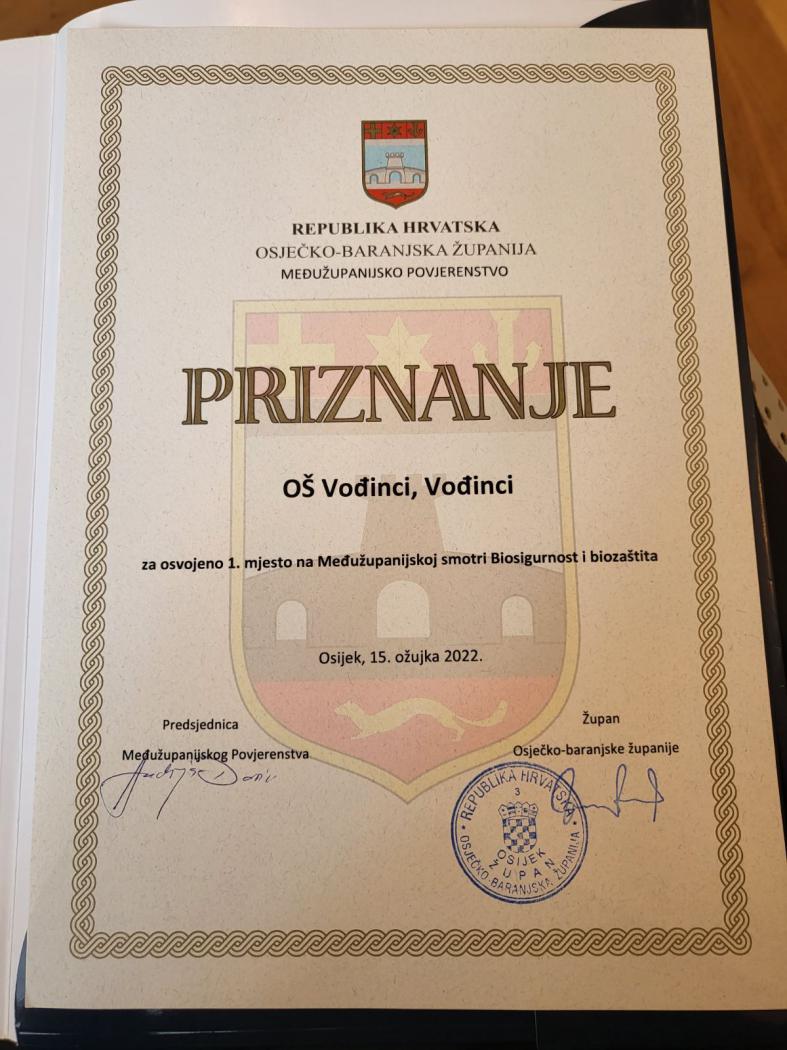 REPUBLIKA HRVATSKA
OSJEČKO-BARANJSKA ŽUPANIJA
MEĐUŽUPANIJSKO POVJERENSTVO
PRIZNANJE
OŠ Vođinci, Vođinci
za osvojeno 1. mjesto na Međužupanijskoj smotri Biosigurnost i biozaštita
Osijek, 15. ožujka 2022.
Predsjednica
Međužupanijskog Povjerenstva
Župan
Osječko-baranjske županije
REPUBLIKA HRVATSKA
3
OSIJEK
ŽUPAN
OSJEČKO-BARANJSKA ŽUPANIJA